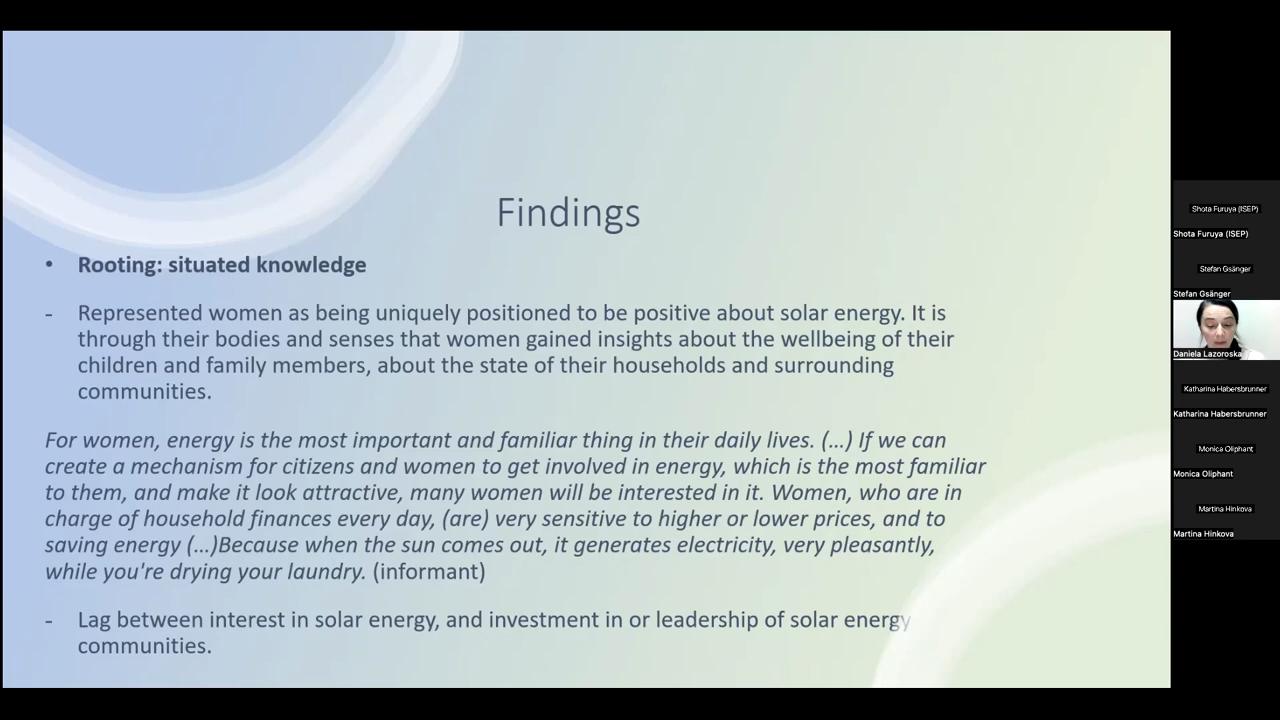 Findings
• Rooting: situated knowledge
- Represented women as being uniquely positioned to be positive about solar energy. It is
through their bodies and senses that women gained insights about the wellbeing of their
children and family members, about the state of their households and surrounding
communities.
For women, energy is the most important and familiar thing in their daily lives. (...) If we can
create a mechanism for citizens and women to get involved in energy, which is the most familiar
to them, and make it look attractive, many women will be interested in it. Women, who are in
charge of household finances every day, (are) very sensitive to higher or lower prices, and to
saving energy (...)Because when the sun comes out, it generates electricity, very pleasantly,
while you're drying your laundry. (informant)
- Lag between interest in solar energy, and investment in or leadership of solar energy
communities.
Shota Furuya (ISEP)
Shota Furuya (ISEP)
Stefan Gsänger
Stefan Gsänger
Daniela Lazoroska
Katharina Habersbrunner
Katharina Habersbrunner
Monica Oliphant
Monica Oliphant
Martina Hinkova
Martina Hinkova